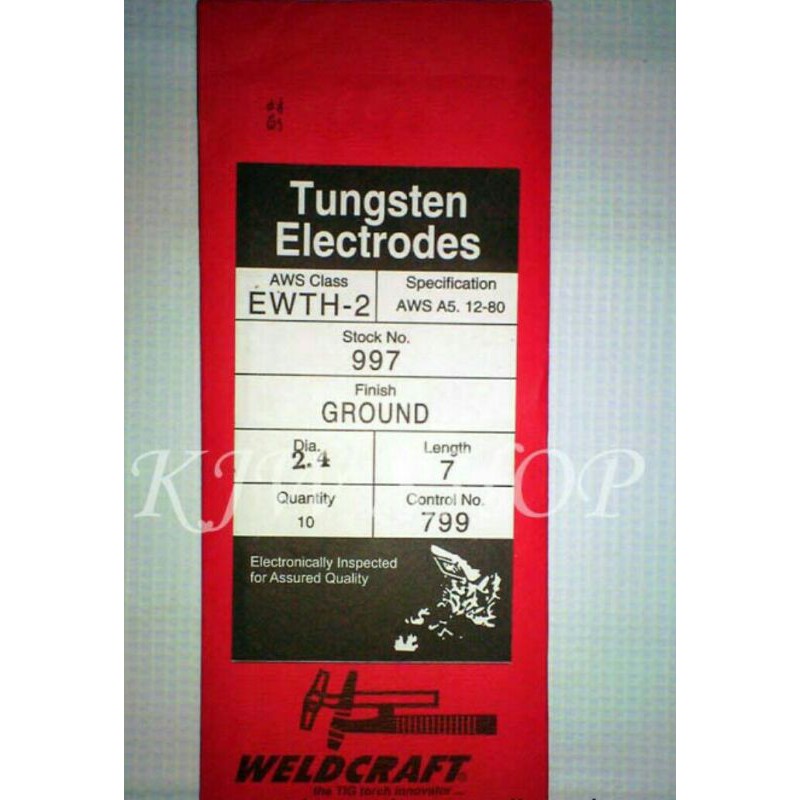 Tungsten
Electrodes
AWS Class
EWTH-2
Specification
AWS A5. 12-80
Stock No.
997
Finish
GROUND
Dia.
2.4
Length
7
Quantity
10
Control No.
799
Electronically Inspected
for Assured Quality
WELDCRAFT®
the TIG torch innovator...